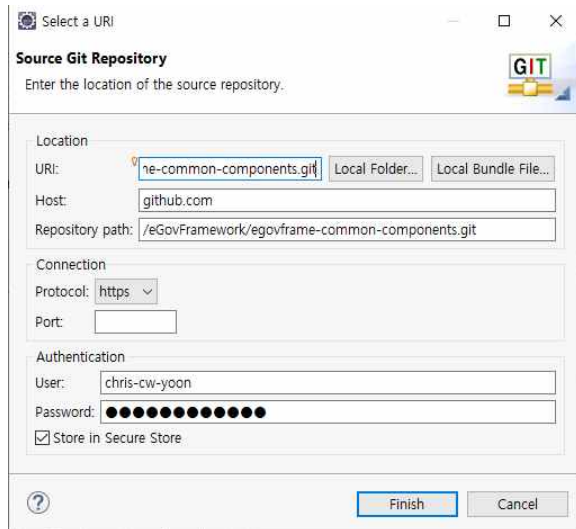 Select a URI
Source Git Repository
GIT
Enter the location of the source repository.
Location
URI: ne-common-components.git Local Folder... Local Bundle File...
Host: github.com
Repository path: /eGovFramework/egovframe-common-components.git
Connection
Protocol: https
Port:
Authentication
User: chris-cw-yoon
Password: ●●●●●●●●●●●●
Store in Secure Store
? Finish Cancel